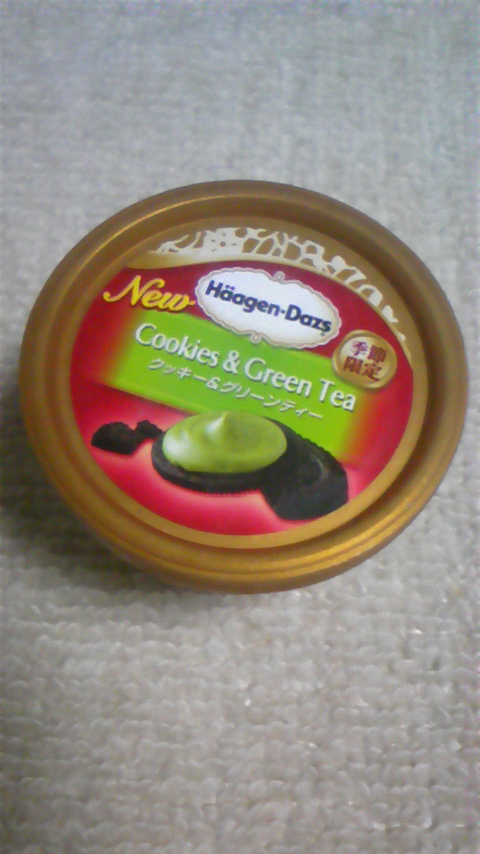 New
Häagen-Dazs
Cookies & Green Tea
クッキー&グリーンティー
季節
限定